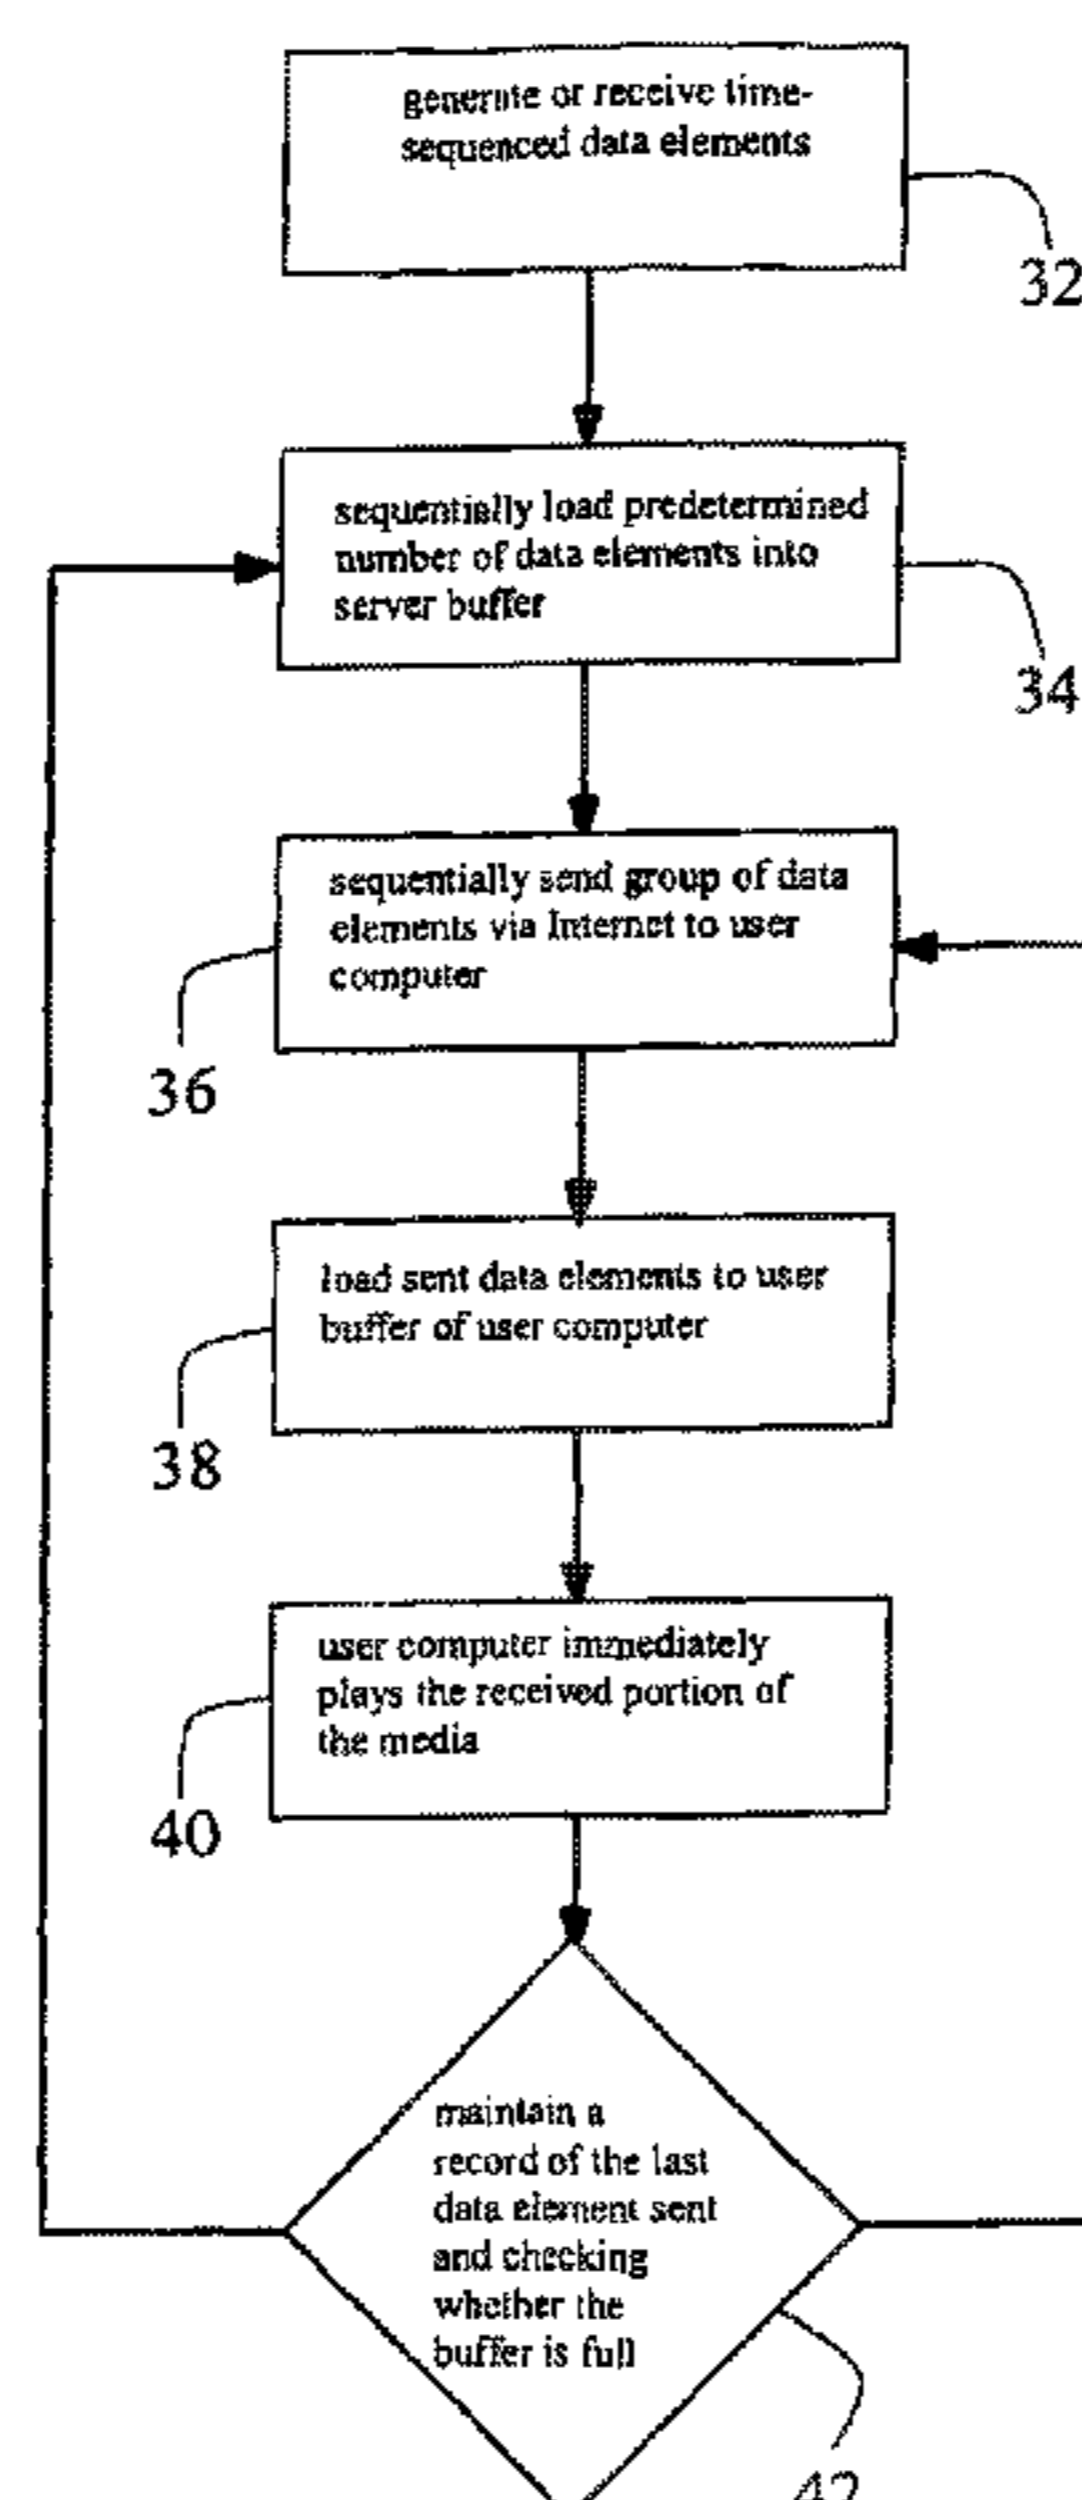 generate or receive time-
sequenced data elements
32
sequentially load predetermined
number of data elements into
server buffer
34
sequentially send group of data
elements via Internet to user
computer
36
load sent data elements to user
buffer of user computer
38
user computer immediately
plays the received portion of
the media
40
maintain a
record of the last
data element sent
and checking
whether the
buffer is full
42